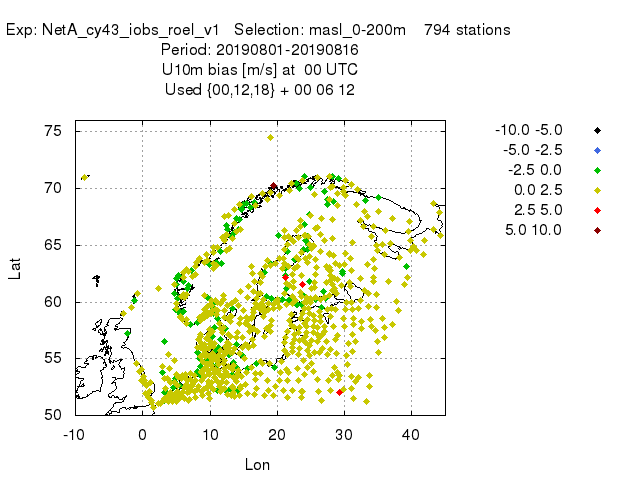 Exp: NetA_cy43_iobs_roel_v1 Selection: masl_0-200m 794 stations
Period: 20190801-20190816
U10m bias [m/s] at 00 UTC
Used {00,12,18} + 00 06 12
-10.0 -5.0
-5.0 -2.5
-2.5 0.0
0.0 2.5
2.5 5.0
5.0 10.0
75
70
65
60
55
50
Lat
-10 0 10 20 30 40
Lon